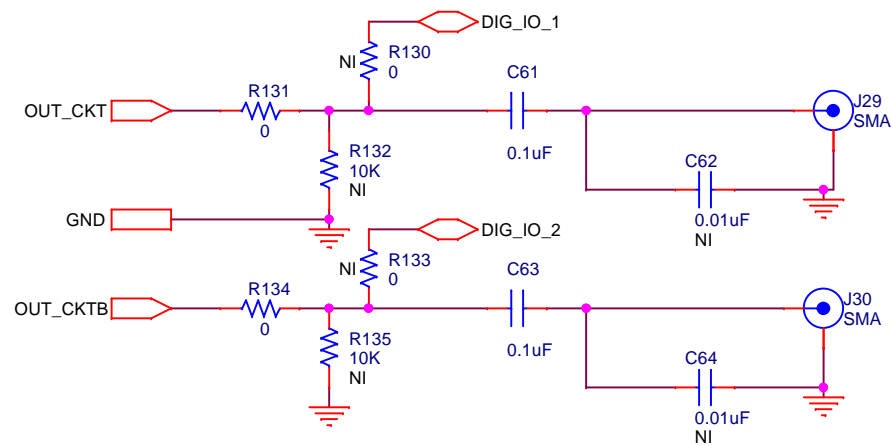 DIG_IO_1
NI
R130
0
C61
R131
J29
SMA
OUT_CKT
0
R132
10K
NI
0.1uF
C62
0.01uF
NI
GND
DIG_IO_2
NI
R133
0
C63
R134
J30
SMA
OUT_CKTB
0
R135
10K
NI
0.1uF
C64
0.01uF
NI